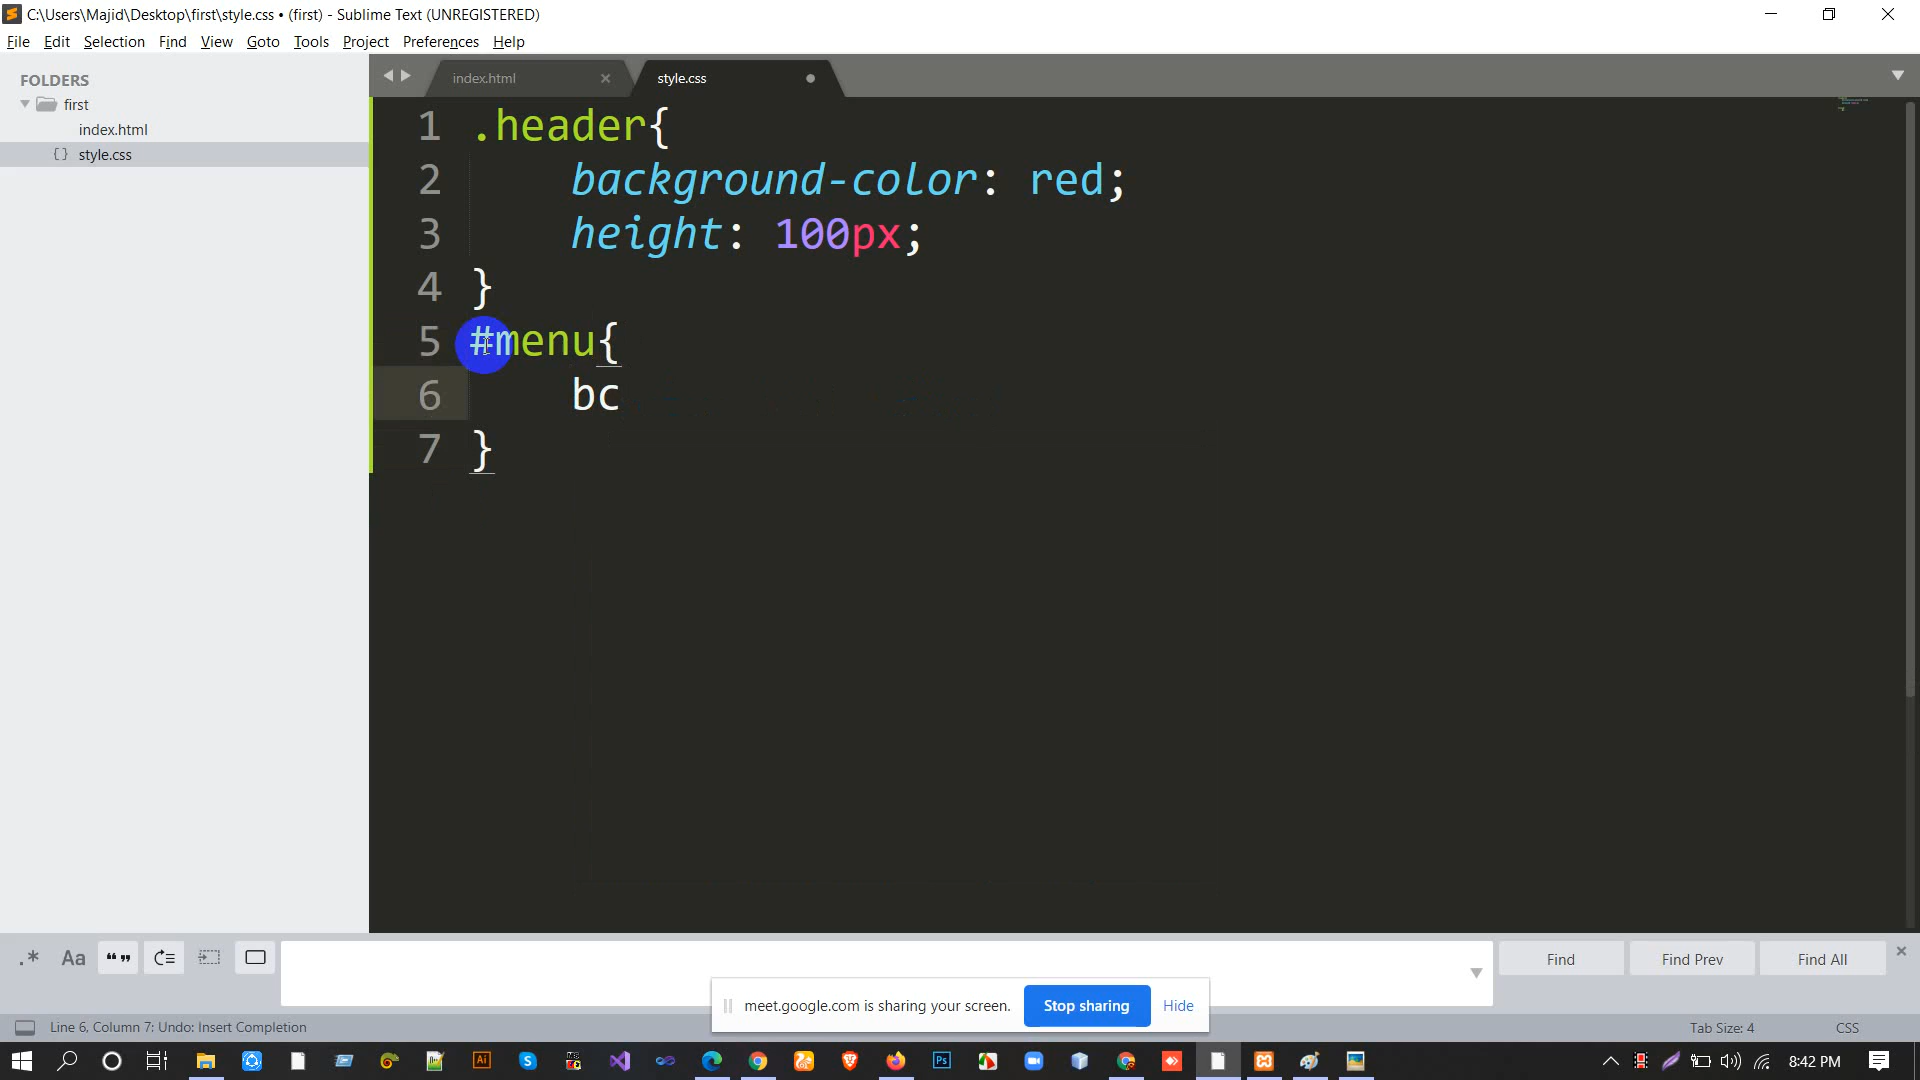 C:\Users\Majid\Desktop\first\style.css • (first) - Sublime Text (UNREGISTERED)
File Edit Selection Find View Goto Tools Project Preferences Help
FOLDERS
first
index.html
{} style.css
index.html
style.css
1 .header{
2 background-color: red;
3 height: 100px;
4 }
5 #menu{
6 bc
7 }
.* Aa
Find
Find Prev
Find All
meet.google.com is sharing your screen.
Stop sharing
Hide
Line 6, Column 7: Undo: Insert Completion
Tab Size: 4
CSS
Ai
S
Ps
8:42 PM